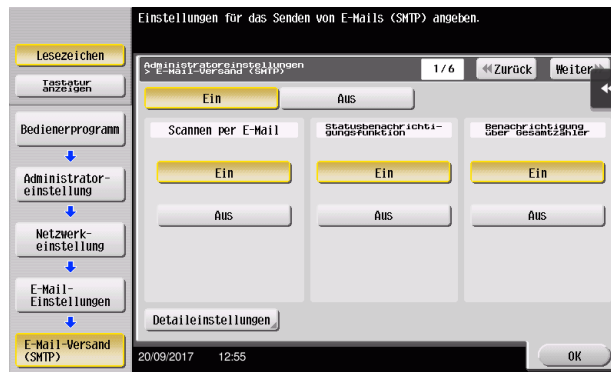 Einstellungen für das Senden von E-Mails (SMTP) angeben.
Lesezeichen
Tastatur
anzeigen
Bedienerprogramm
Administrator-
einstellung
Netzwerk-
einstellung
E-Mail-
Einstellungen
E-Mail-Versand
(SMTP)
Administratoreinstellungen
> E-Mail-Versand (SMTP)
1/6
Zurück
Weiter
Ein
Aus
Scannen per E-Mail
Ein
Aus
Statusbenachrichti-
gungsfunktion
Ein
Aus
Benachrichtigung
über Gesamtzähler
Ein
Aus
Detaileinstellungen
20/09/2017 12:55
OK